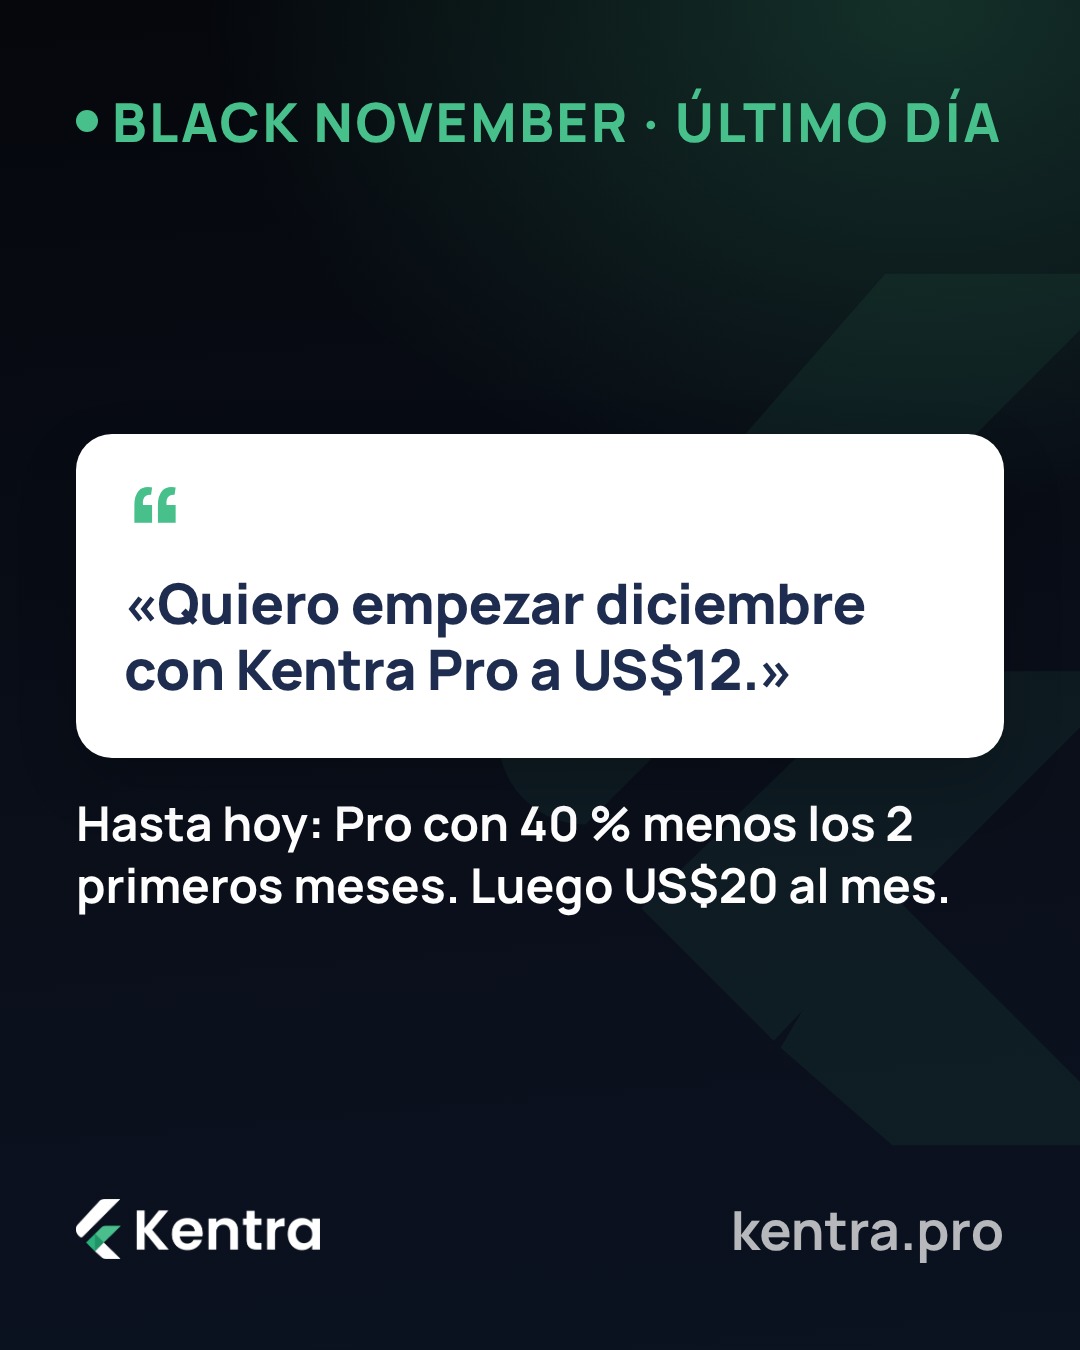 BLACK NOVEMBER · ÚLTIMO DÍA
“
«Quiero empezar diciembre
con Kentra Pro a US$12.»
Hasta hoy: Pro con 40 % menos los 2
primeros meses. Luego US$20 al mes.
Kentra
kentra.pro